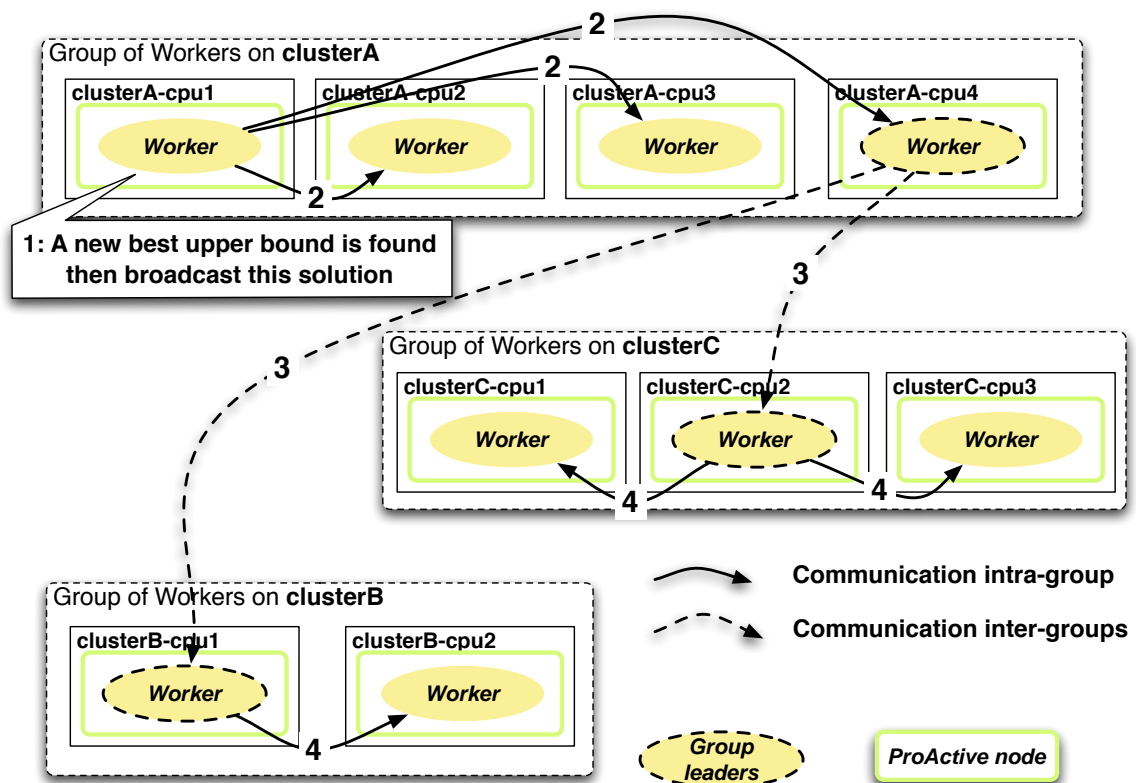 2
Group of Workers on clusterA
2
clusterA-cpu1
clusterA-cpu2
clusterA-cpu3
clusterA-cpu4
Worker
Worker
Worker
Worker
2
1: A new best upper bound is found
then broadcast this solution
3
3
Group of Workers on clusterC
clusterC-cpu1
clusterC-cpu2
clusterC-cpu3
Worker
Worker
Worker
4
4
Communication intra-group
Communication inter-groups
Group of Workers on clusterB
clusterB-cpu1
clusterB-cpu2
Worker
Worker
4
Group
leaders
ProActive node